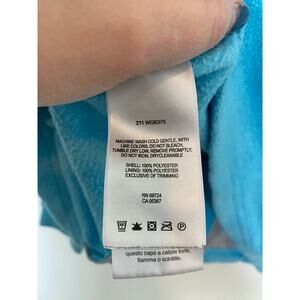 211 WG6376
MACHINE WASH COLD GENTLE, WITH
LIKE COLORS, DO NOT BLEACH,
TUMBLE DRY LOW, REMOVE PROMPTLY,
DO NOT IRON, DRYCLEANABLE
SHELL: 100% POLYESTER
LINING: 100% POLYESTER
EXCLUSIVE OF TRIMMING
RN 69724
CA 05367
questo capo a calore forte,
fiamma o scintille.